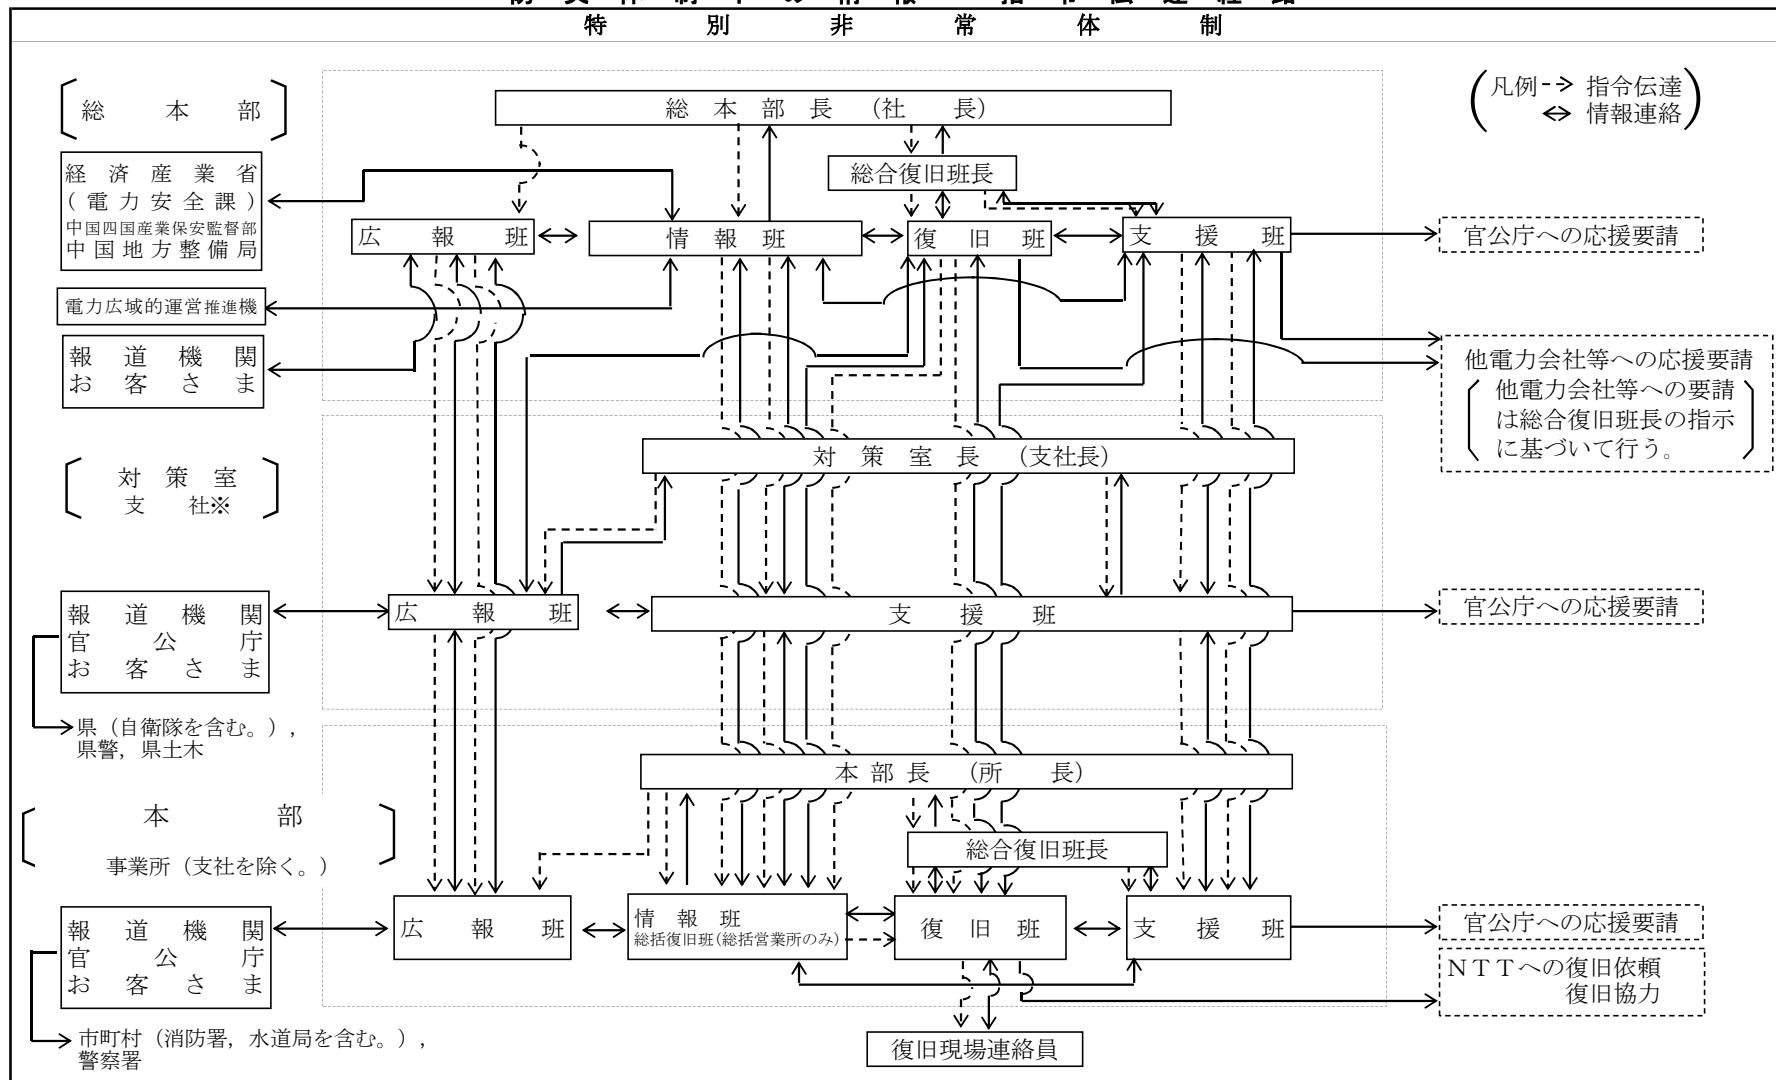 特別非常体制
総本部
凡例 指令伝達
情報連絡
総本部長（社長）
経済産業省
（電力安全課）
中国四国産業保安監督部
中国地方整備局
総合復旧班長
広報班
情報班
復旧班
支援班
官公庁への応援要請
電力広域的運営推進機
報道機関
お客さま
他電力会社等への応援要請
他電力会社等への要請
は総合復旧班長の指示
に基づいて行う。
対策室
支社※
対策室長（支社長）
報道機関
官公庁
お客さま
広報班
支援班
官公庁への応援要請
県（自衛隊を含む。），
県警，県土木
本部
事業所（支社を除く。）
本部長（所長）
総合復旧班長
報道機関
官公庁
お客さま
広報班
情報班
総括復旧班(総括営業所のみ)
復旧班
支援班
官公庁への応援要請
ＮＴＴへの復旧依頼
復旧協力
市町村（消防署，水道局を含む。），
警察署
復旧現場連絡員